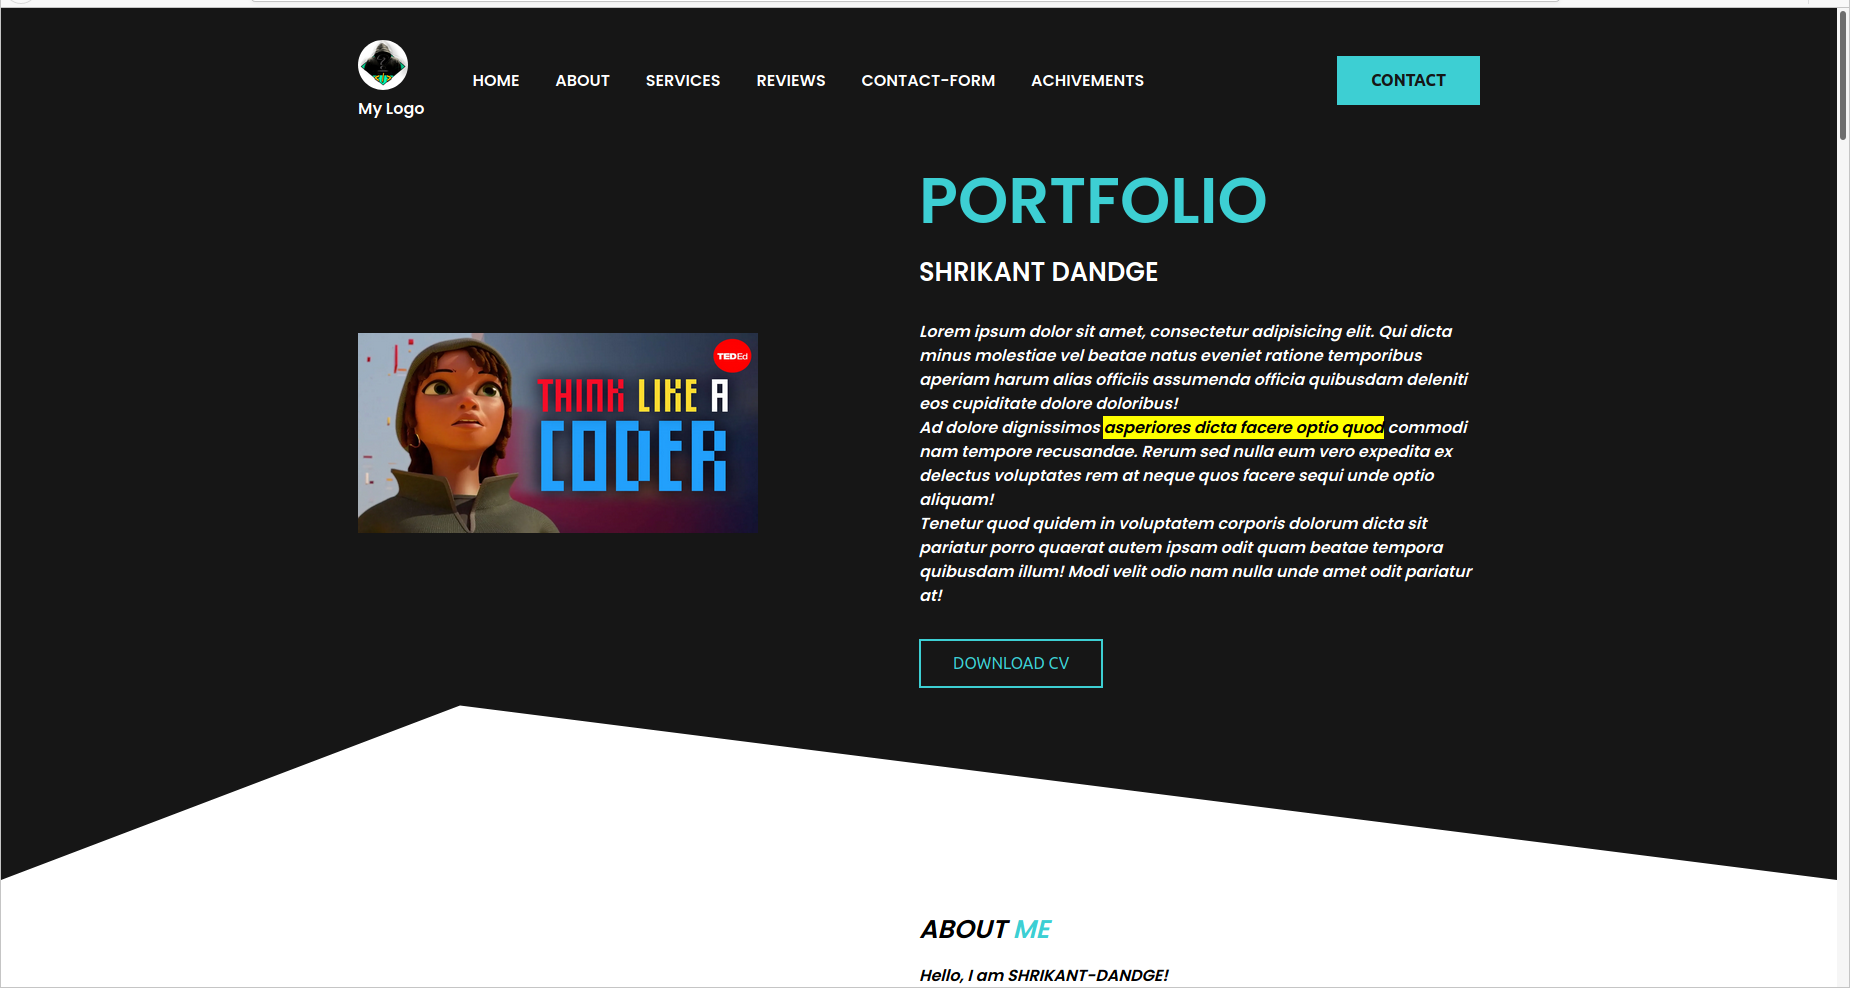 My Logo
HOME
ABOUT
SERVICES
REVIEWS
CONTACT-FORM
ACHIVEMENTS
CONTACT
PORTFOLIO
SHRIKANT DANDGE
TEDEd
THINK LIKE A
CODER
Lorem ipsum dolor sit amet, consectetur adipisicing elit. Qui dicta
minus molestiae vel beatae natus eveniet ratione temporibus
aperiam harum alias officiis assumenda officia quibusdam deleniti
eos cupiditate dolore doloribus!
Ad dolore dignissimos asperiores dicta facere optio quod commodi
nam tempore recusandae. Rerum sed nulla eum vero expedita ex
delectus voluptates rem at neque quos facere sequi unde optio
aliquam!
Tenetur quod quidem in voluptatem corporis dolorum dicta sit
pariatur porro quaerat autem ipsam odit quam beatae tempora
quibusdam illum! Modi velit odio nam nulla unde amet odit pariatur
at!
DOWNLOAD CV
ABOUT ME
Hello, I am SHRIKANT-DANDGE!